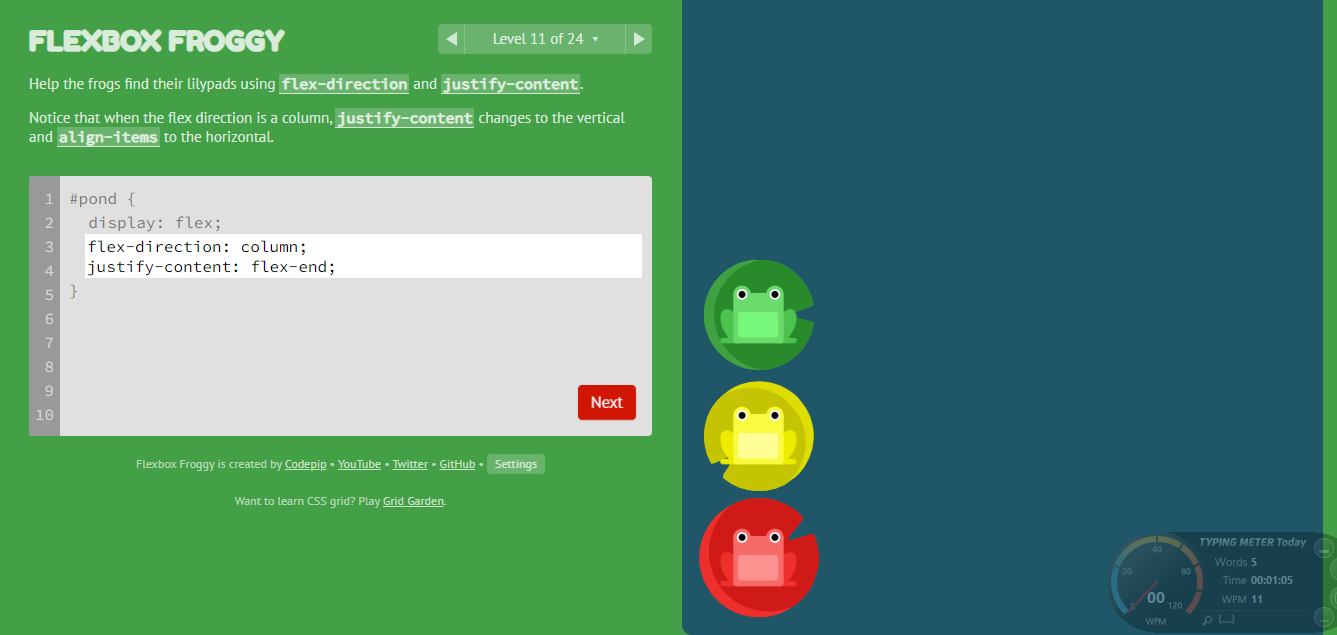 FLEXBOX FROGGY
Level 11 of 24
Help the frogs find their lilypads using flex-direction and justify-content.
Notice that when the flex direction is a column, justify-content changes to the vertical
and align-items to the horizontal.
1 #pond {
2 display: flex;
3 flex-direction: column;
4 justify-content: flex-end;
5 }
6
7
8
9
10
Next
Flexbox Froggy is created by Codepip • YouTube • Twitter • GitHub • Settings
Want to learn CSS grid? Play Grid Garden.
TYPING METER Today
Words 5
Time 00:01:05
WPM 11
(...)
0 20 40 80 120
00
WPM